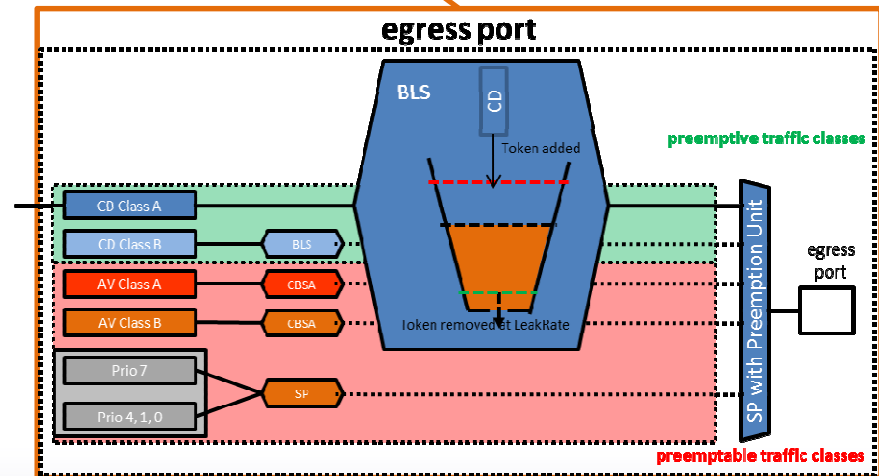 egress port
BLS
CD
Token added
preemptive traffic classes
CD Class A
CD Class B
BLS
AV Class A
CBSA
AV Class B
CBSA
Token removed at LeakRate
Prio 7
SP
Prio 4, 1, 0
SP with Preemption Unit
egress
port
preemptable traffic classes